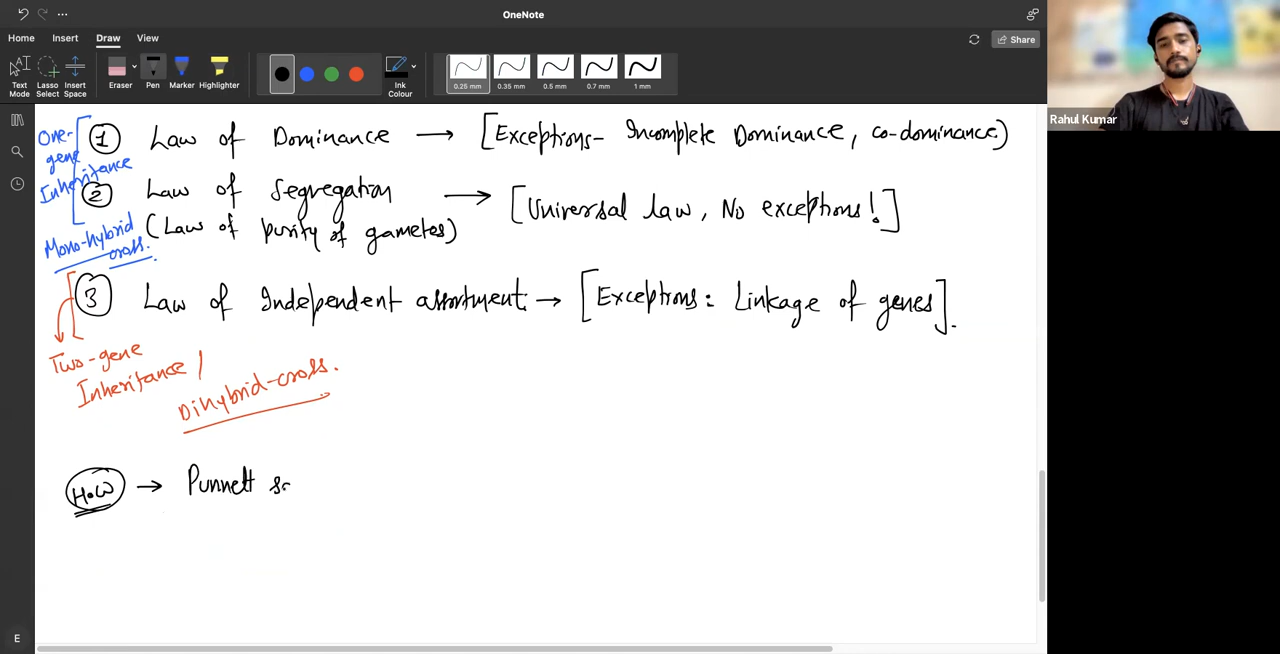 OneNote
Home Insert Draw View
Share
Text Mode Lasso Select Insert Space Eraser Pen Marker Highlighter Ink Colour 0.25 mm 0.35 mm 0.5 mm 0.7 mm 1 mm
Rahul Kumar
One-gene Inheritance
Mono-hybrid cross.
1 Law of Dominance → [Exceptions- Incomplete Dominance, co-dominance)
2 Law of Segregation → [Universal law, No exceptions!]
(Law of purity of gametes)
3 Law of Independent assortment: → [Exceptions: Linkage of genes].
Two-gene
Inheritance /
Dihybrid-cross.
H.W → Punnett
E